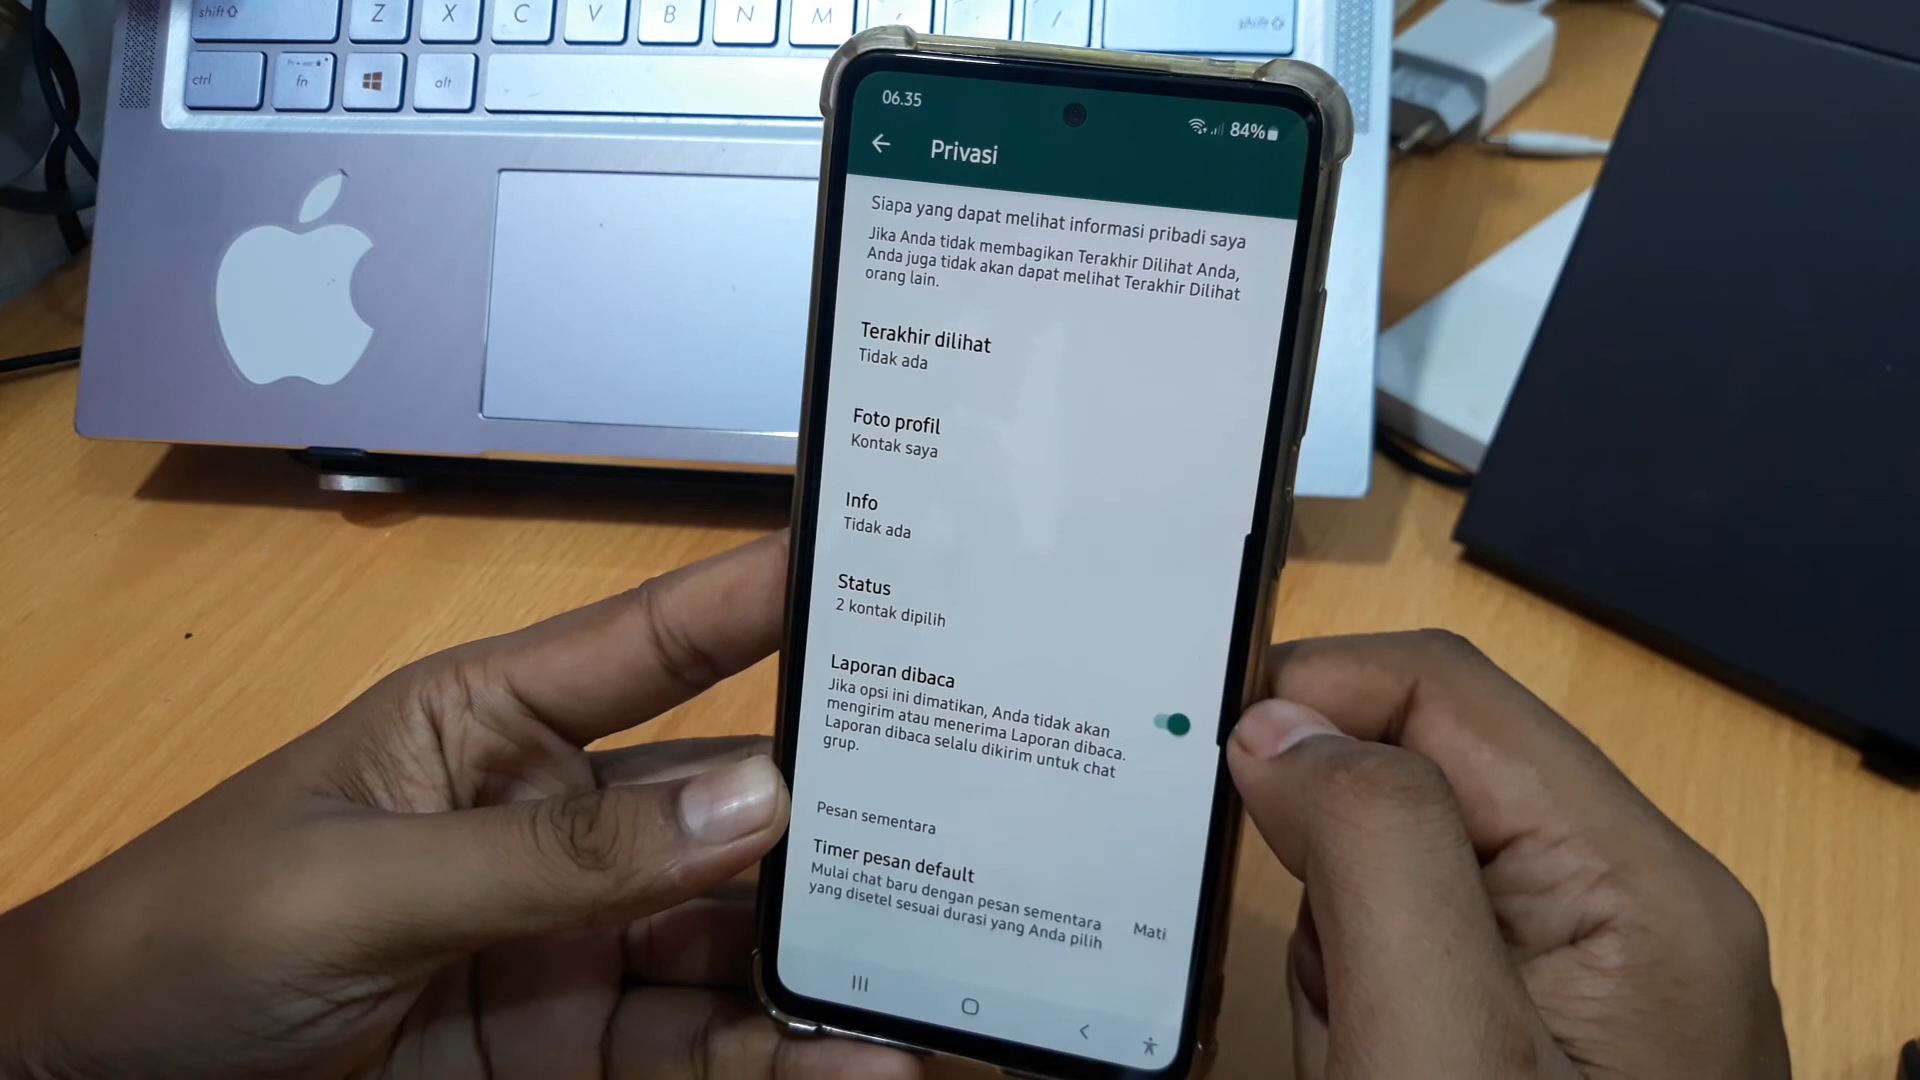 shift
Z X C V B N M , . /
shift
ctrl
fn
alt
06.35
84%
Privasi
Siapa yang dapat melihat informasi pribadi saya
Jika Anda tidak membagikan Terakhir Dilihat Anda,
Anda juga tidak akan dapat melihat Terakhir Dilihat
orang lain.
Terakhir dilihat
Tidak ada
Foto profil
Kontak saya
Info
Tidak ada
Status
2 kontak dipilih
Laporan dibaca
Jika opsi ini dimatikan, Anda tidak akan
mengirim atau menerima Laporan dibaca.
Laporan dibaca selalu dikirim untuk chat
grup.
Pesan sementara
Timer pesan default
Mulai chat baru dengan pesan sementara
yang disetel sesuai durasi yang Anda pilih
Mati